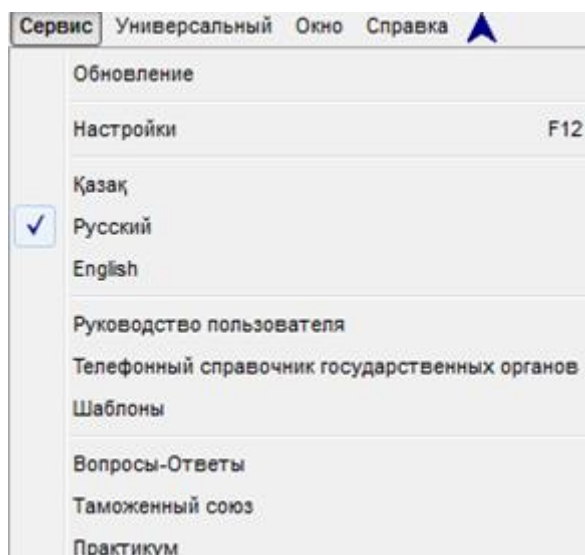 Сервис Универсальный Окно Справка
Обновление
Настройки F12
Қазақ
Русский
English
Руководство пользователя
Телефонный справочник государственных органов
Шаблоны
Вопросы-Ответы
Таможенный союз
Практикум